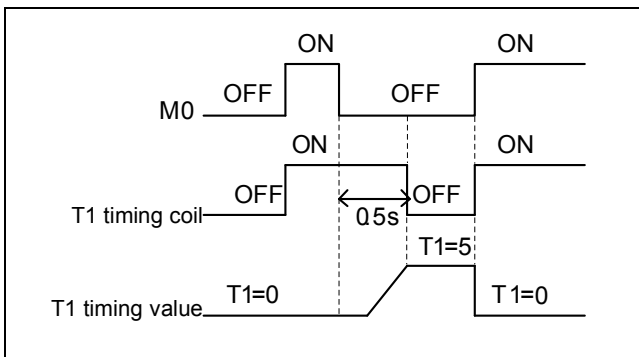 ON
ON
OFF
OFF
M0
ON
ON
OFF
OFF
0.5s
T1 timing coil
T1=5
T1=0
T1=0
T1 timing value